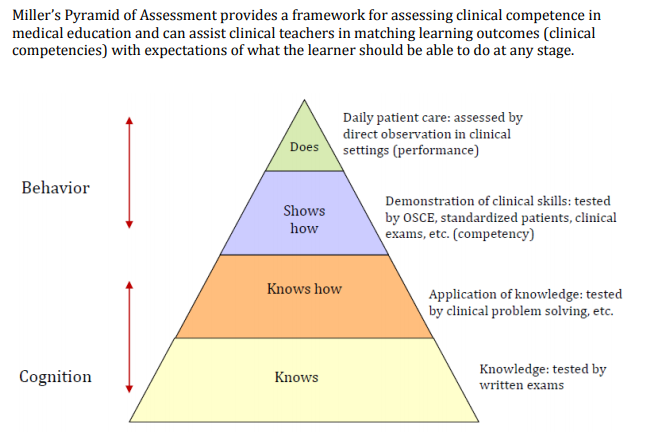 Miller’s Pyramid of Assessment provides a framework for assessing clinical competence in
medical education and can assist clinical teachers in matching learning outcomes (clinical
competencies) with expectations of what the learner should be able to do at any stage.
Does
Daily patient care: assessed by
direct observation in clinical
settings (performance)
Behavior
Shows
how
Demonstration of clinical skills: tested
by OSCE, standardized patients, clinical
exams, etc. (competency)
Knows how
Application of knowledge: tested
by clinical problem solving, etc.
Cognition
Knows
Knowledge: tested by
written exams